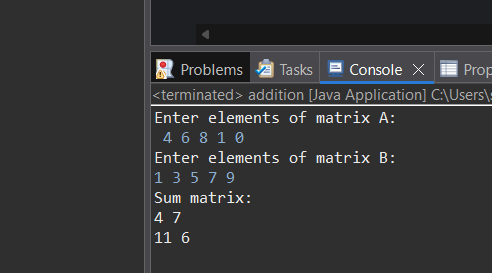 Problems Tasks Console
<terminated> addition [Java Application] C:\Users\
Enter elements of matrix A:
4 6 8 1 0
Enter elements of matrix B:
1 3 5 7 9
Sum matrix:
4 7
11 6